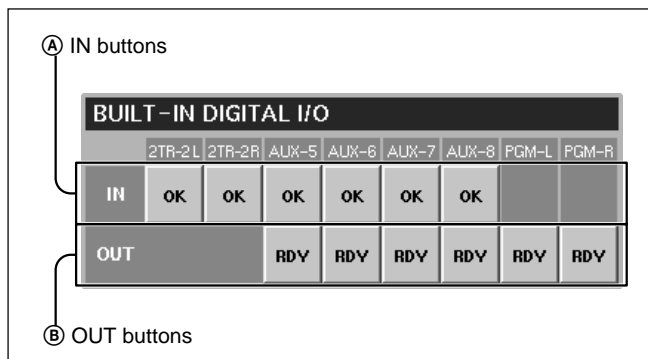 Ⓐ IN buttons
BUILT-IN DIGITAL I/O
2TR-2L 2TR-2R AUX-5 AUX-6 AUX-7 AUX-8 PGM-L PGM-R
IN OK OK OK OK OK OK
OUT RDY RDY RDY RDY RDY RDY
Ⓑ OUT buttons